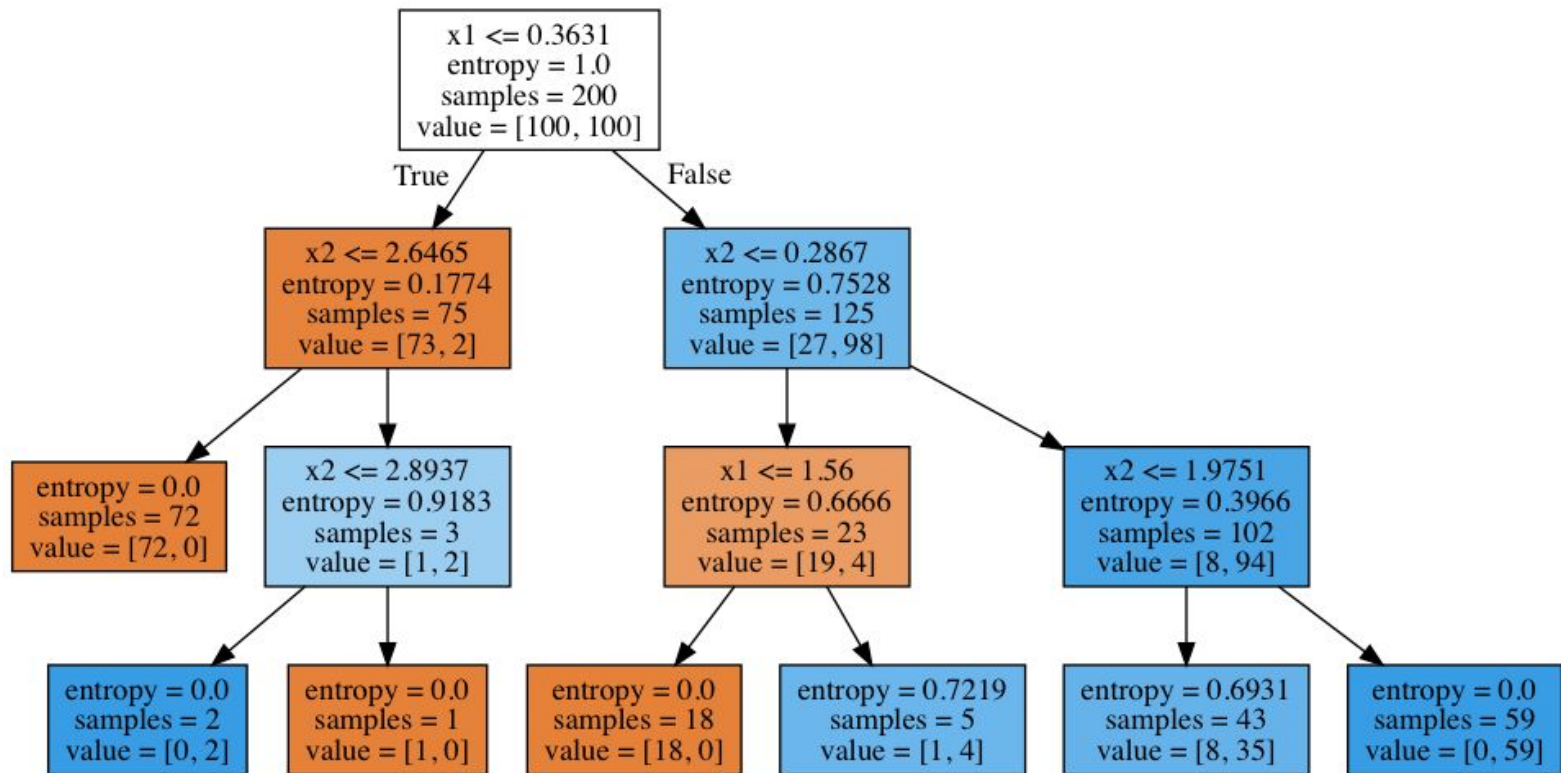 x1 <= 0.3631
entropy = 1.0
samples = 200
value = [100, 100]
True
False
x2 <= 2.6465
entropy = 0.1774
samples = 75
value = [73, 2]
x2 <= 0.2867
entropy = 0.7528
samples = 125
value = [27, 98]
entropy = 0.0
samples = 72
value = [72, 0]
x2 <= 2.8937
entropy = 0.9183
samples = 3
value = [1, 2]
x1 <= 1.56
entropy = 0.6666
samples = 23
value = [19, 4]
x2 <= 1.9751
entropy = 0.3966
samples = 102
value = [8, 94]
entropy = 0.0
samples = 2
value = [0, 2]
entropy = 0.0
samples = 1
value = [1, 0]
entropy = 0.0
samples = 18
value = [18, 0]
entropy = 0.7219
samples = 5
value = [1, 4]
entropy = 0.6931
samples = 43
value = [8, 35]
entropy = 0.0
samples = 59
value = [0, 59]